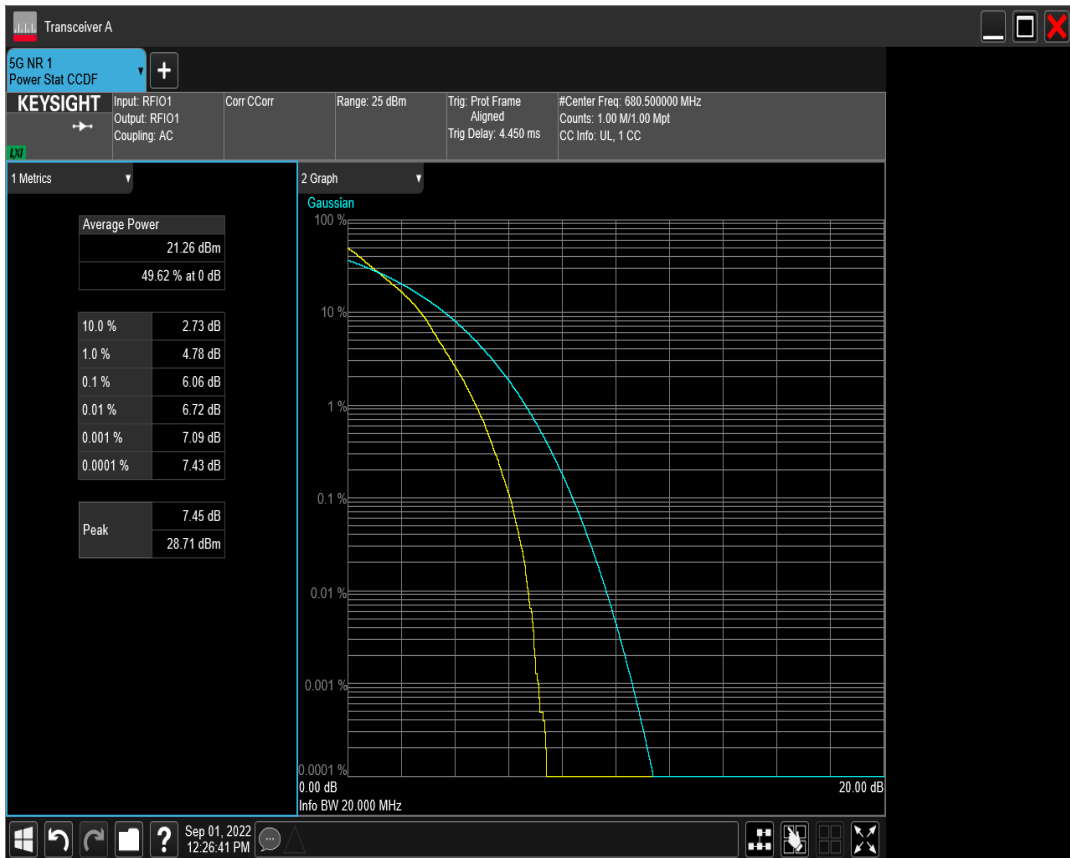 Transceiver A
5G NR 1
Power Stat CCDF
KEYSIGHT
LXI
Input: RFIO1
Output: RFIO1
Coupling: AC
Corr CCorr
Range: 25 dBm
Trig: Prot Frame
Aligned
Trig Delay: 4.450 ms
#Center Freq: 680.500000 MHz
Counts: 1.00 M/1.00 Mpt
CC Info: UL, 1 CC
1 Metrics
Average Power
21.26 dBm
49.62 % at 0 dB
10.0 % 2.73 dB
1.0 % 4.78 dB
0.1 % 6.06 dB
0.01 % 6.72 dB
0.001 % 7.09 dB
0.0001 % 7.43 dB
Peak
7.45 dB
28.71 dBm
2 Graph
Gaussian
100 %
10 %
1 %
0.1 %
0.01 %
0.001 %
0.0001 %
0.00 dB 20.00 dB
Info BW 20.000 MHz
Sep 01, 2022
12:26:41 PM